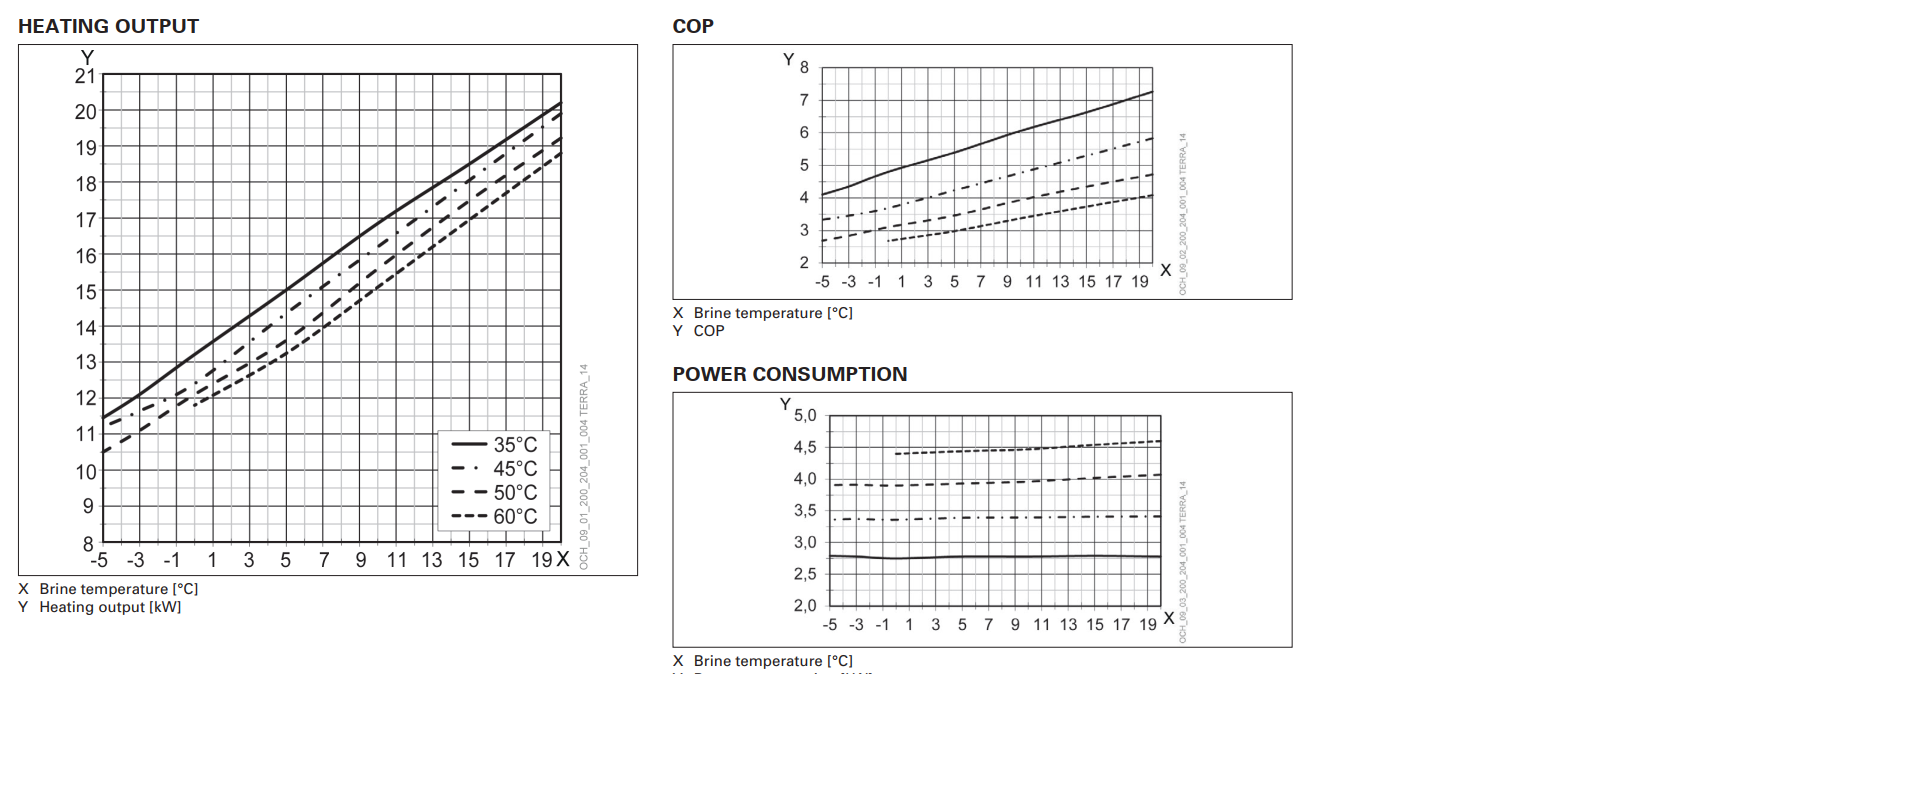 HEATING OUTPUT
Y
21
20
19
18
17
16
15
14
13
12
11
10
9
8
-5 -3 -1 1 3 5 7 9 11 13 15 17 19 X
35°C
45°C
50°C
60°C
OCH_09_01_200_204_001_004 TERRA_14
X Brine temperature [°C]
Y Heating output [kW]
COP
Y
8
7
6
5
4
3
2
-5 -3 -1 1 3 5 7 9 11 13 15 17 19 X
OCH_09_02_200_204_001_004 TERRA_14
X Brine temperature [°C]
Y COP
POWER CONSUMPTION
Y
5,0
4,5
4,0
3,5
3,0
2,5
2,0
-5 -3 -1 1 3 5 7 9 11 13 15 17 19 X
OCH_09_03_200_204_001_004 TERRA_14
X Brine temperature [°C]